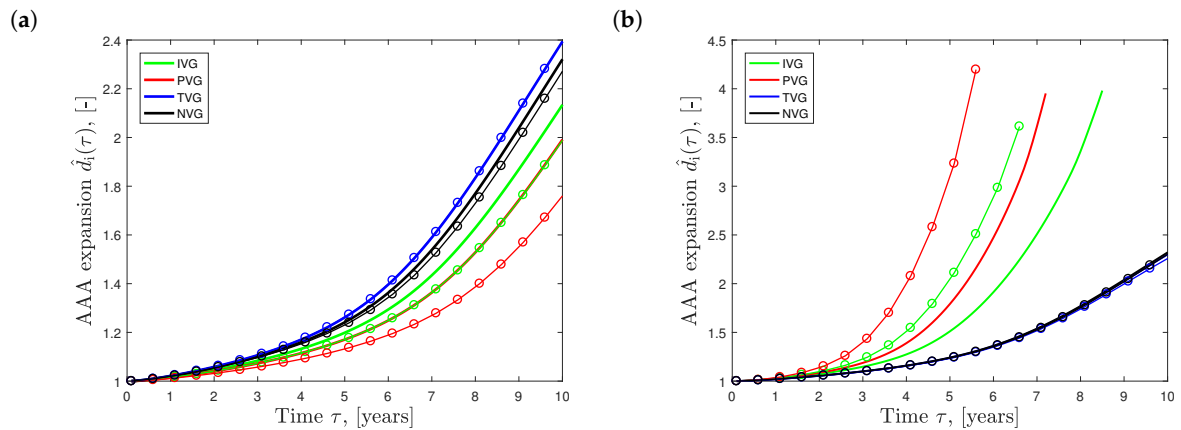 (a)
AAA expansion d̂ᵢ(τ), [-]
2.4
2.2
2
1.8
1.6
1.4
1.2
1
IVG
PVG
TVG
NVG
0 1 2 3 4 5 6 7 8 9 10
Time τ, [years]
(b)
AAA expansion d̂ᵢ(τ), [-]
4.5
4
3.5
3
2.5
2
1.5
1
IVG
PVG
TVG
NVG
0 1 2 3 4 5 6 7 8 9 10
Time τ, [years]